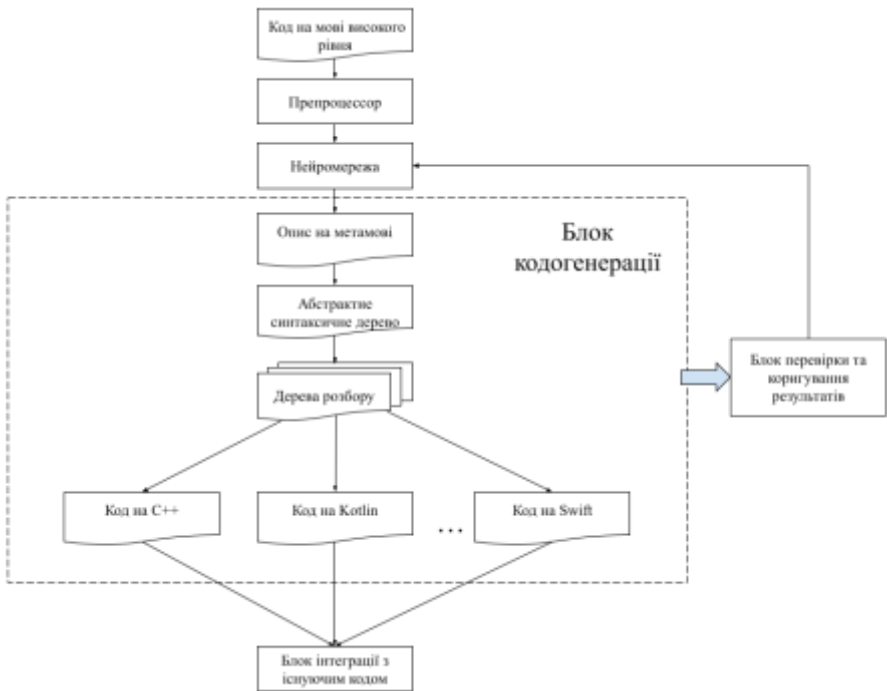 Код на мові високого
рівня
Препроцессор
Нейромережа
Опис на метамові
Блок
кодогенерації
Абстрактне
синтаксичне дерево
Блок перевірки та
коригування
результатів
Дерева розбору
Код на C++
Код на Kotlin
...
Код на Swift
Блок інтеграції з
існуючим кодом